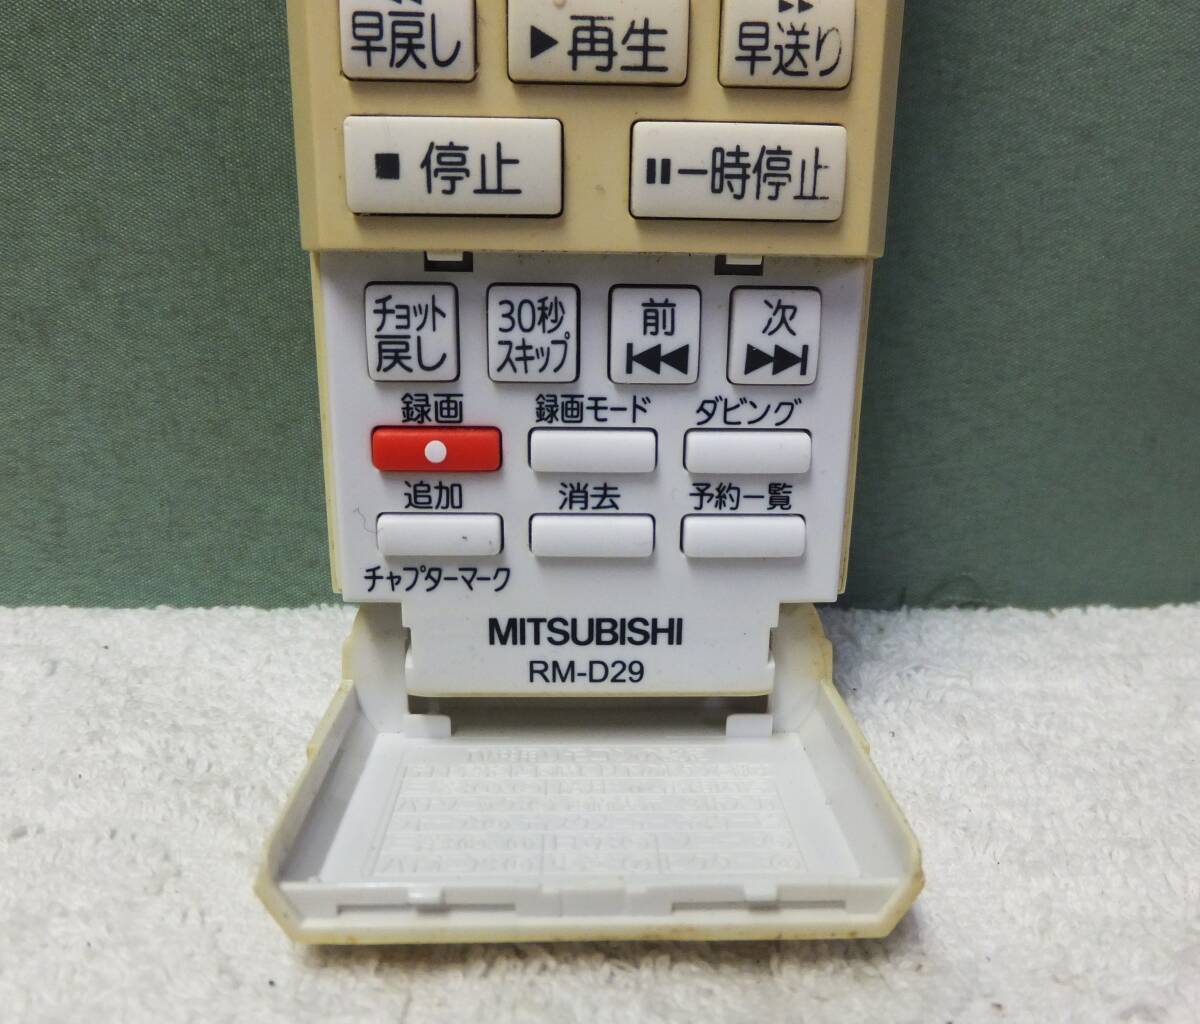 早戻し
▶再生
早送り
■ 停止
一時停止
チョット
戻し
30秒
スキップ
前
次
録画
録画モード
ダビング
追加
消去
予約一覧
チャプターマーク
MITSUBISHI
RM-D29